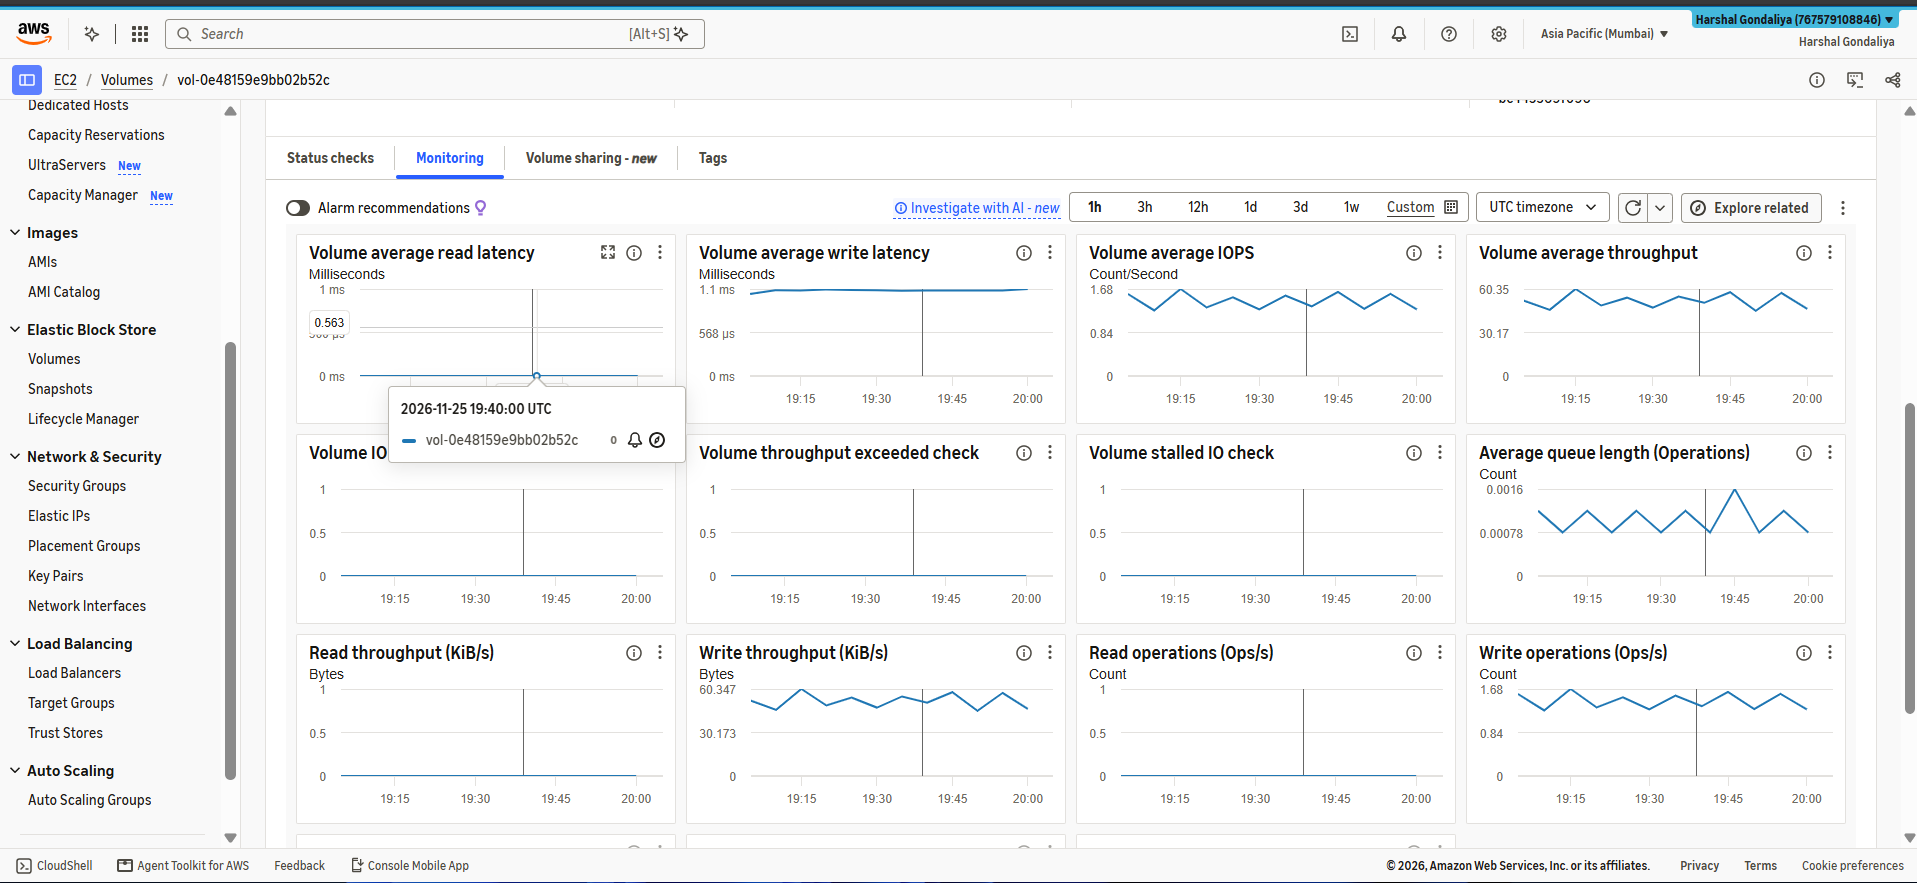 aws
Search [Alt+S]
Asia Pacific (Mumbai)
Harshal Gondaliya (767579108846)
Harshal Gondaliya
EC2 / Volumes / vol-0e48159e9bb02b52c
Dedicated Hosts
Capacity Reservations
UltraServers New
Capacity Manager New
Images
AMIs
AMI Catalog
Elastic Block Store
Volumes
Snapshots
Lifecycle Manager
Network & Security
Security Groups
Elastic IPs
Placement Groups
Key Pairs
Network Interfaces
Load Balancing
Load Balancers
Target Groups
Trust Stores
Auto Scaling
Auto Scaling Groups
Status checks
Monitoring
Volume sharing - new
Tags
Alarm recommendations
Investigate with AI - new
1h 3h 12h 1d 3d 1w Custom
UTC timezone
Explore related
Volume average read latency
Milliseconds
1 ms
0.563
0 ms
2026-11-25 19:40:00 UTC
vol-0e48159e9bb02b52c 0
Volume average write latency
Milliseconds
1.1 ms
568 µs
0 ms
19:15 19:30 19:45 20:00
Volume average IOPS
Count/Second
1.68
0.84
0
19:15 19:30 19:45 20:00
Volume average throughput
60.35
30.17
0
19:15 19:30 19:45 20:00
Volume IO
1
0.5
0
19:15 19:30 19:45 20:00
Volume throughput exceeded check
1
0.5
0
19:15 19:30 19:45 20:00
Volume stalled IO check
1
0.5
0
19:15 19:30 19:45 20:00
Average queue length (Operations)
Count
0.0016
0.00078
0
19:15 19:30 19:45 20:00
Read throughput (KiB/s)
Bytes
1
0.5
0
19:15 19:30 19:45 20:00
Write throughput (KiB/s)
Bytes
60.347
30.173
0
19:15 19:30 19:45 20:00
Read operations (Ops/s)
Count
1
0.5
0
19:15 19:30 19:45 20:00
Write operations (Ops/s)
Count
1.68
0.84
0
19:15 19:30 19:45 20:00
CloudShell
Agent Toolkit for AWS
Feedback
Console Mobile App
© 2026, Amazon Web Services, Inc. or its affiliates.
Privacy
Terms
Cookie preferences